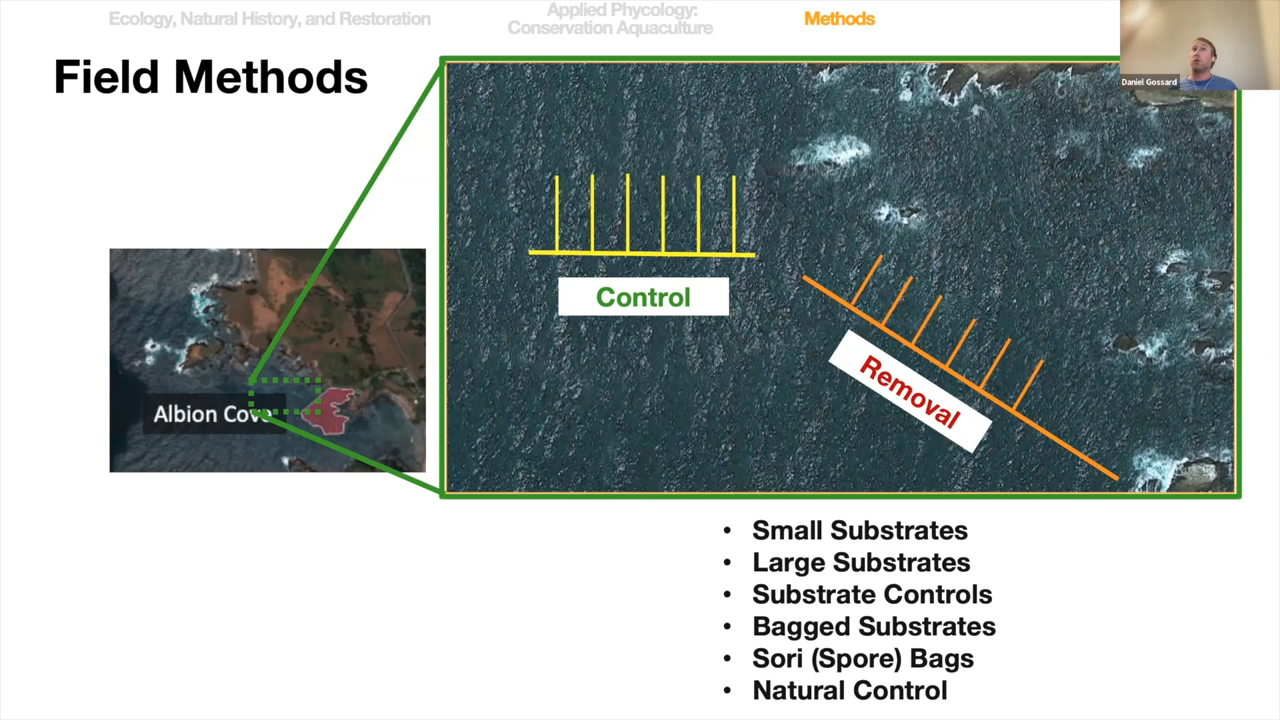 Ecology, Natural History, and Restoration
Applied Phycology:
Conservation Aquaculture
Methods
Daniel Gossard
Field Methods
Control
Removal
Albion Cove
• Small Substrates
• Large Substrates
• Substrate Controls
• Bagged Substrates
• Sori (Spore) Bags
• Natural Control